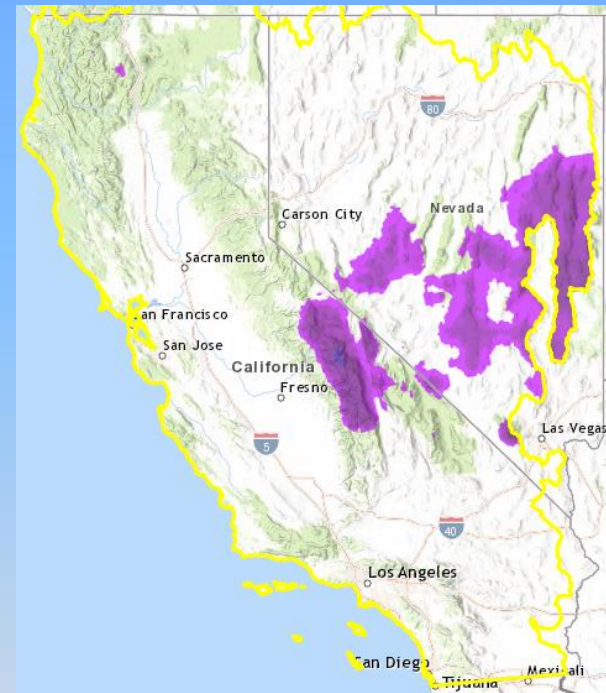 80
Nevada
Carson City
Sacramento
San Francisco
San Jose
California
Fresno
Las Vegas
5
40
Los Angeles
San Diego
Mexicali
Tijuana